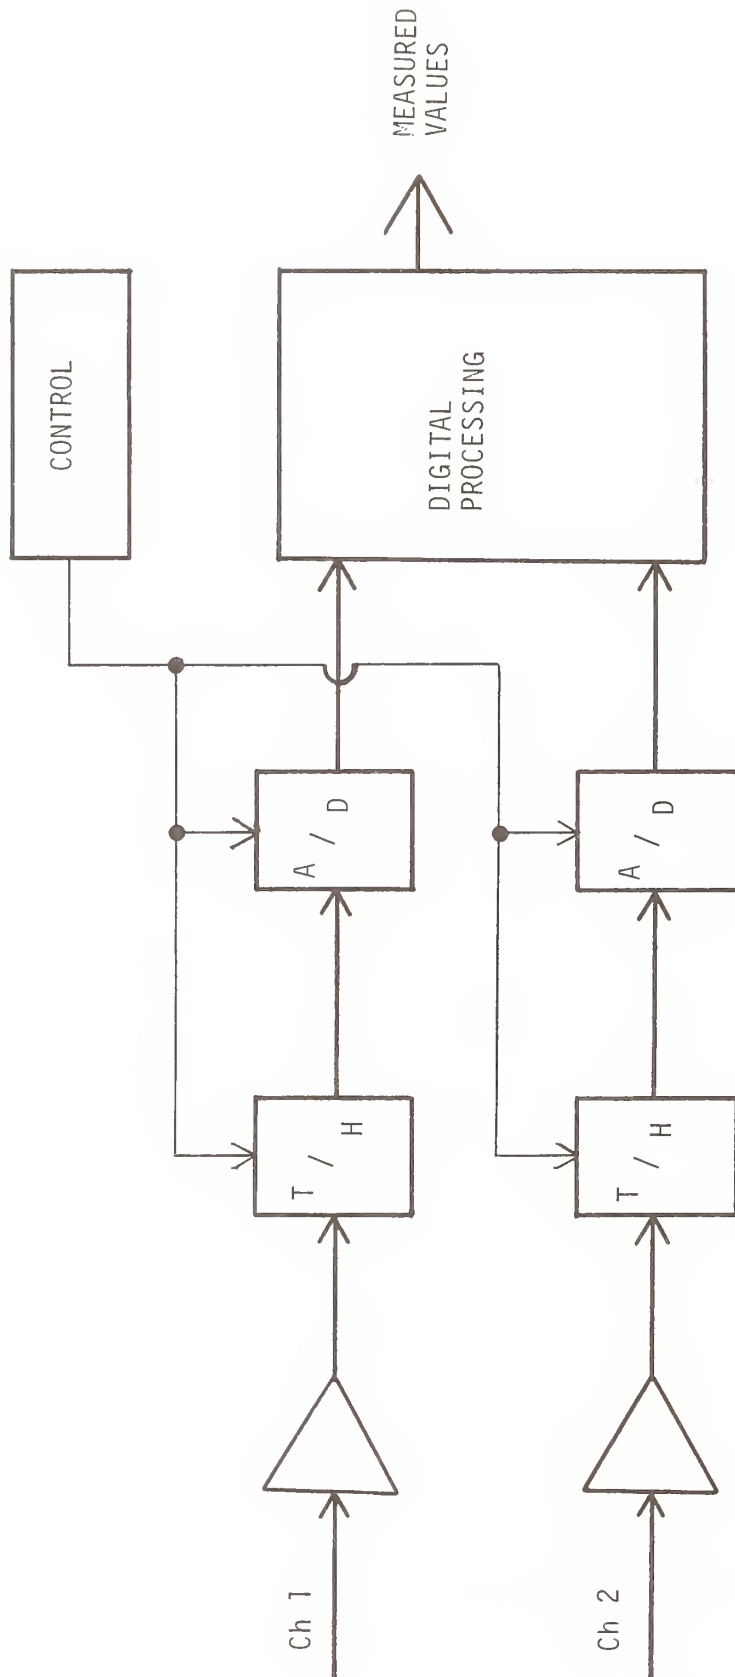 CONTROL
MEASURED
VALUES
DIGITAL
PROCESSING
Ch 1
T / H
A / D
Ch 2
T / H
A / D